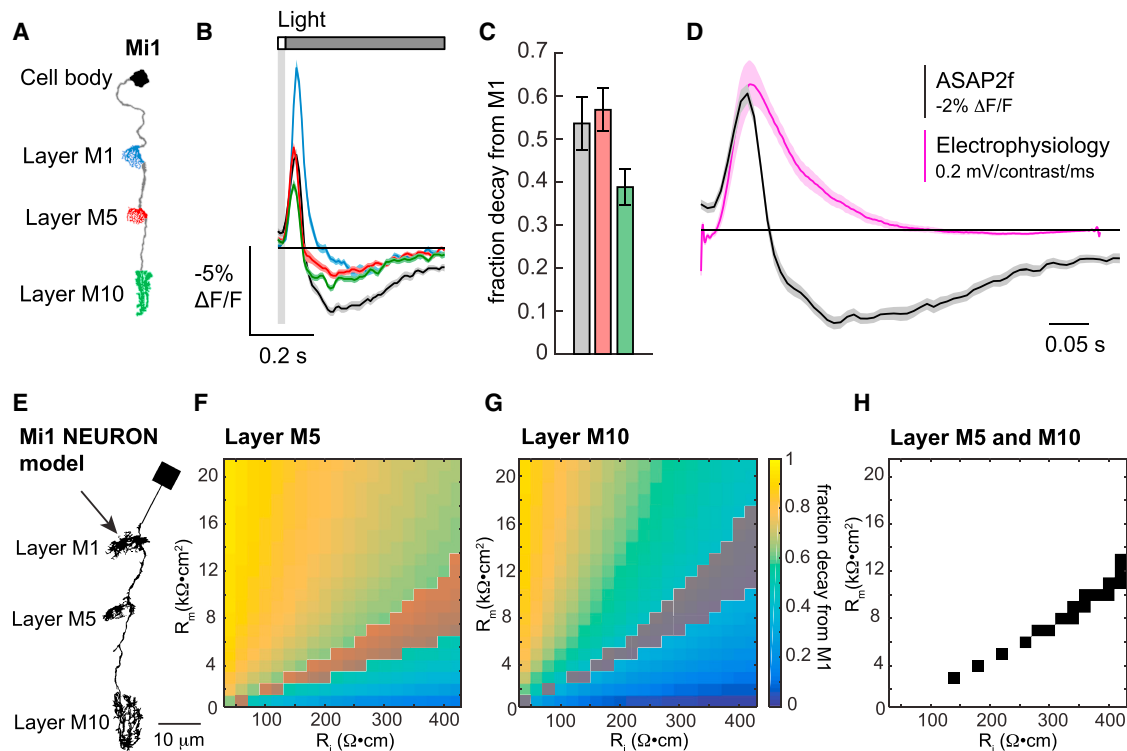 A
Mi1
Cell body
Layer M1
Layer M5
Layer M10
B
Light
-5%
ΔF/F
0.2 s
C
fraction decay from M1
0.7
0.6
0.5
0.4
0.3
0.2
0.1
0
D
ASAP2f
-2% ΔF/F
Electrophysiology
0.2 mV/contrast/ms
0.05 s
E
Mi1 NEURON
model
Layer M1
Layer M5
Layer M10
10 μm
F
Layer M5
Rm(kΩ•cm²)
20
16
12
8
4
0
100 200 300 400
Ri (Ω•cm)
G
Layer M10
Rm(kΩ•cm²)
20
16
12
8
4
0
100 200 300 400
Ri (Ω•cm)
1
0.8
0.6
0.4
0.2
0
fraction decay from M1
H
Layer M5 and M10
Rm(kΩ•cm²)
20
16
12
8
4
0
100 200 300 400
Ri (Ω•cm)